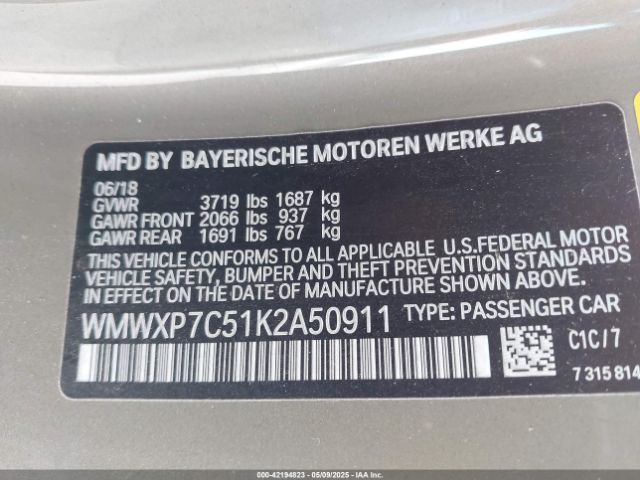 MFD BY BAYERISCHE MOTOREN WERKE AG
06/18
GVWR 3719 lbs 1687 kg
GAWR FRONT 2066 lbs 937 kg
GAWR REAR 1691 lbs 767 kg
THIS VEHICLE CONFORMS TO ALL APPLICABLE U.S.FEDERAL MOTOR
VEHICLE SAFETY, BUMPER AND THEFT PREVENTION STANDARDS
IN EFFECT ON THE DATE OF MANUFACTURE SHOWN ABOVE.
WMWXP7C51K2A50911 TYPE: PASSENGER CAR
C1C/7
7 315 814
000-42194823 - 05/09/2025 - IAAI